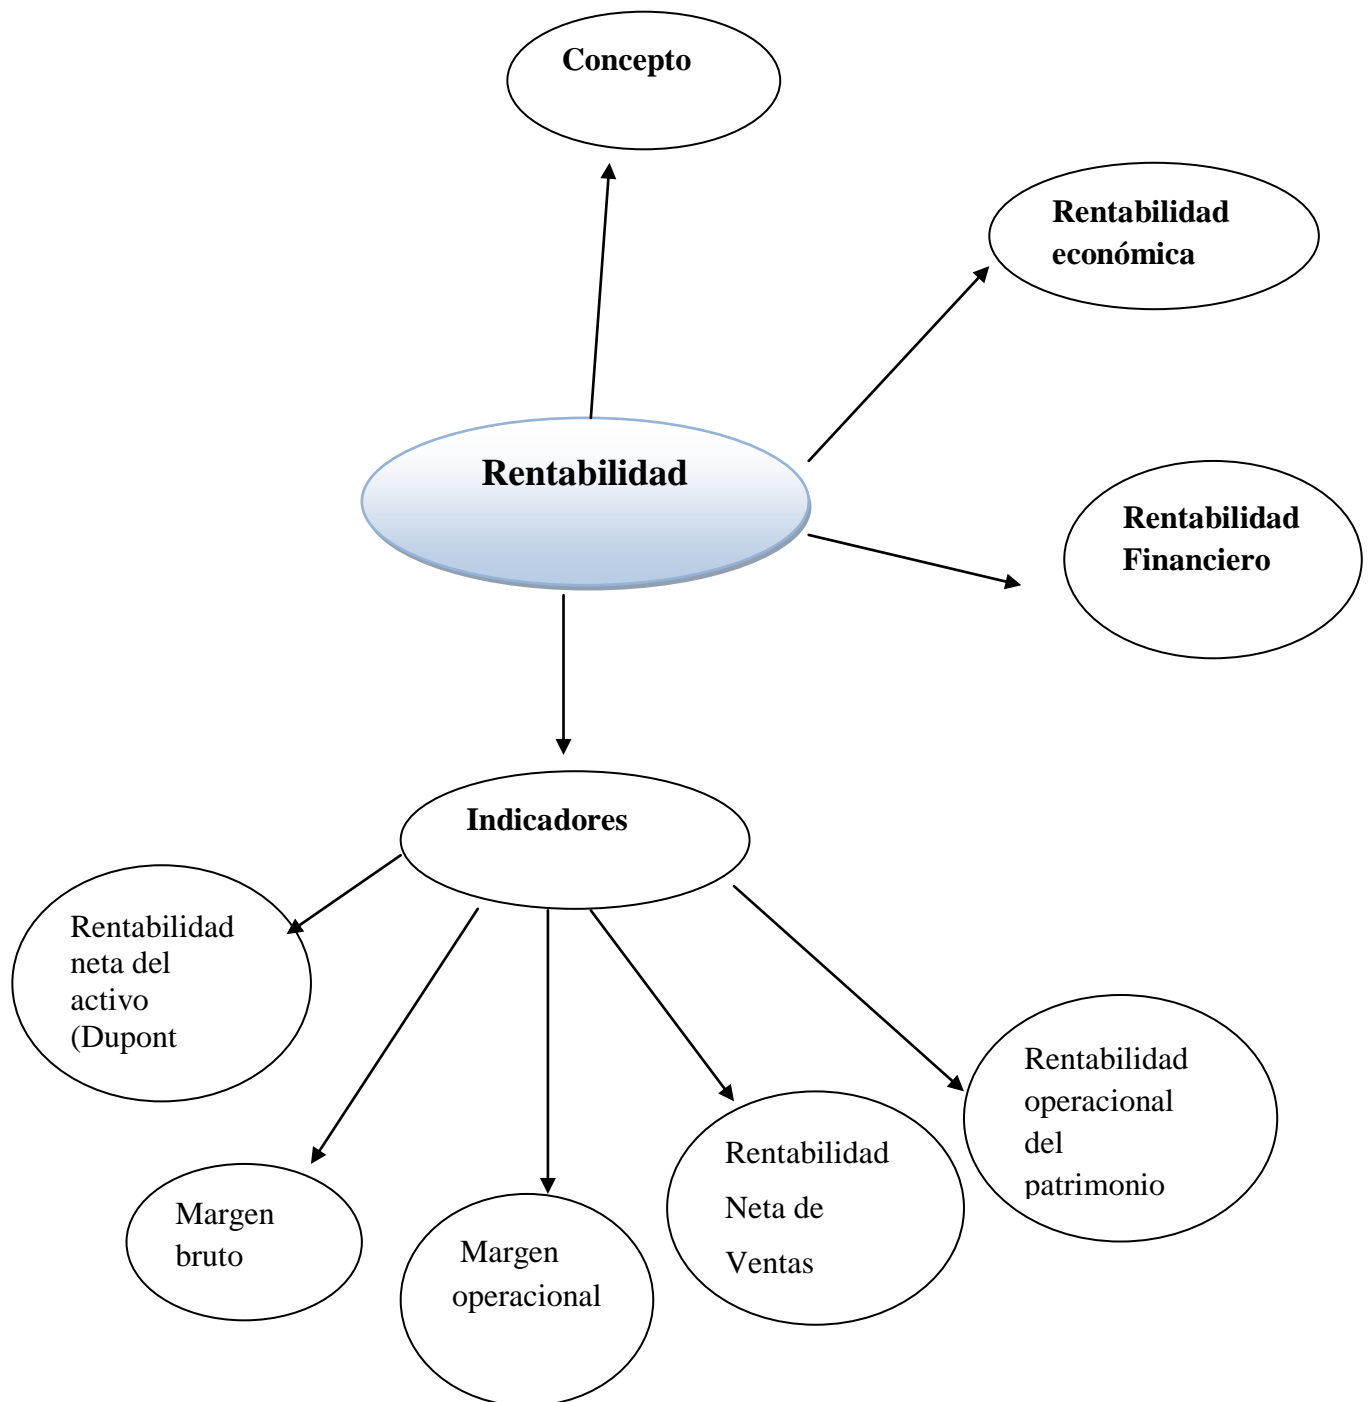 Concepto
Rentabilidad
económica
Rentabilidad
Rentabilidad
Financiero
Indicadores
Rentabilidad
neta del
activo
(Dupont
Rentabilidad
operacional
del
patrimonio
Rentabilidad
Neta de
Ventas
Margen
bruto
Margen
operacional